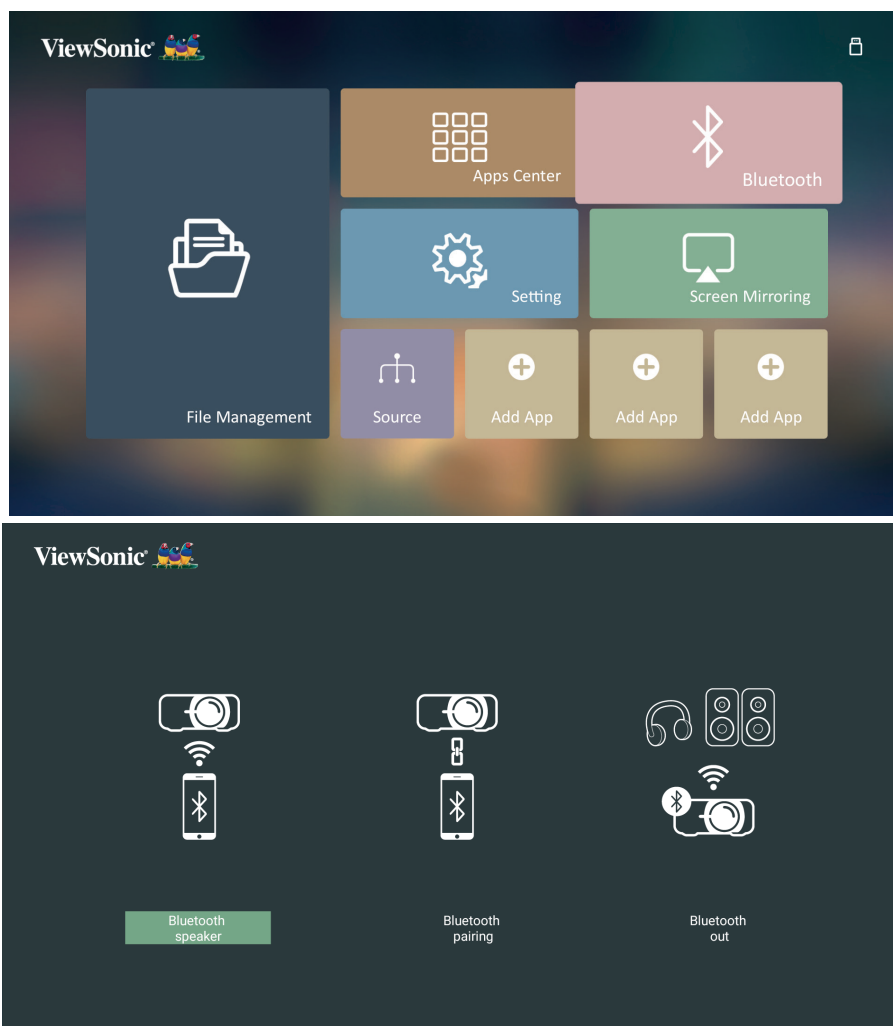 ViewSonic®
Apps Center
Bluetooth
Setting
Screen Mirroring
File Management
Source
Add App
Add App
Add App
ViewSonic®
Bluetooth
speaker
Bluetooth
pairing
Bluetooth
out